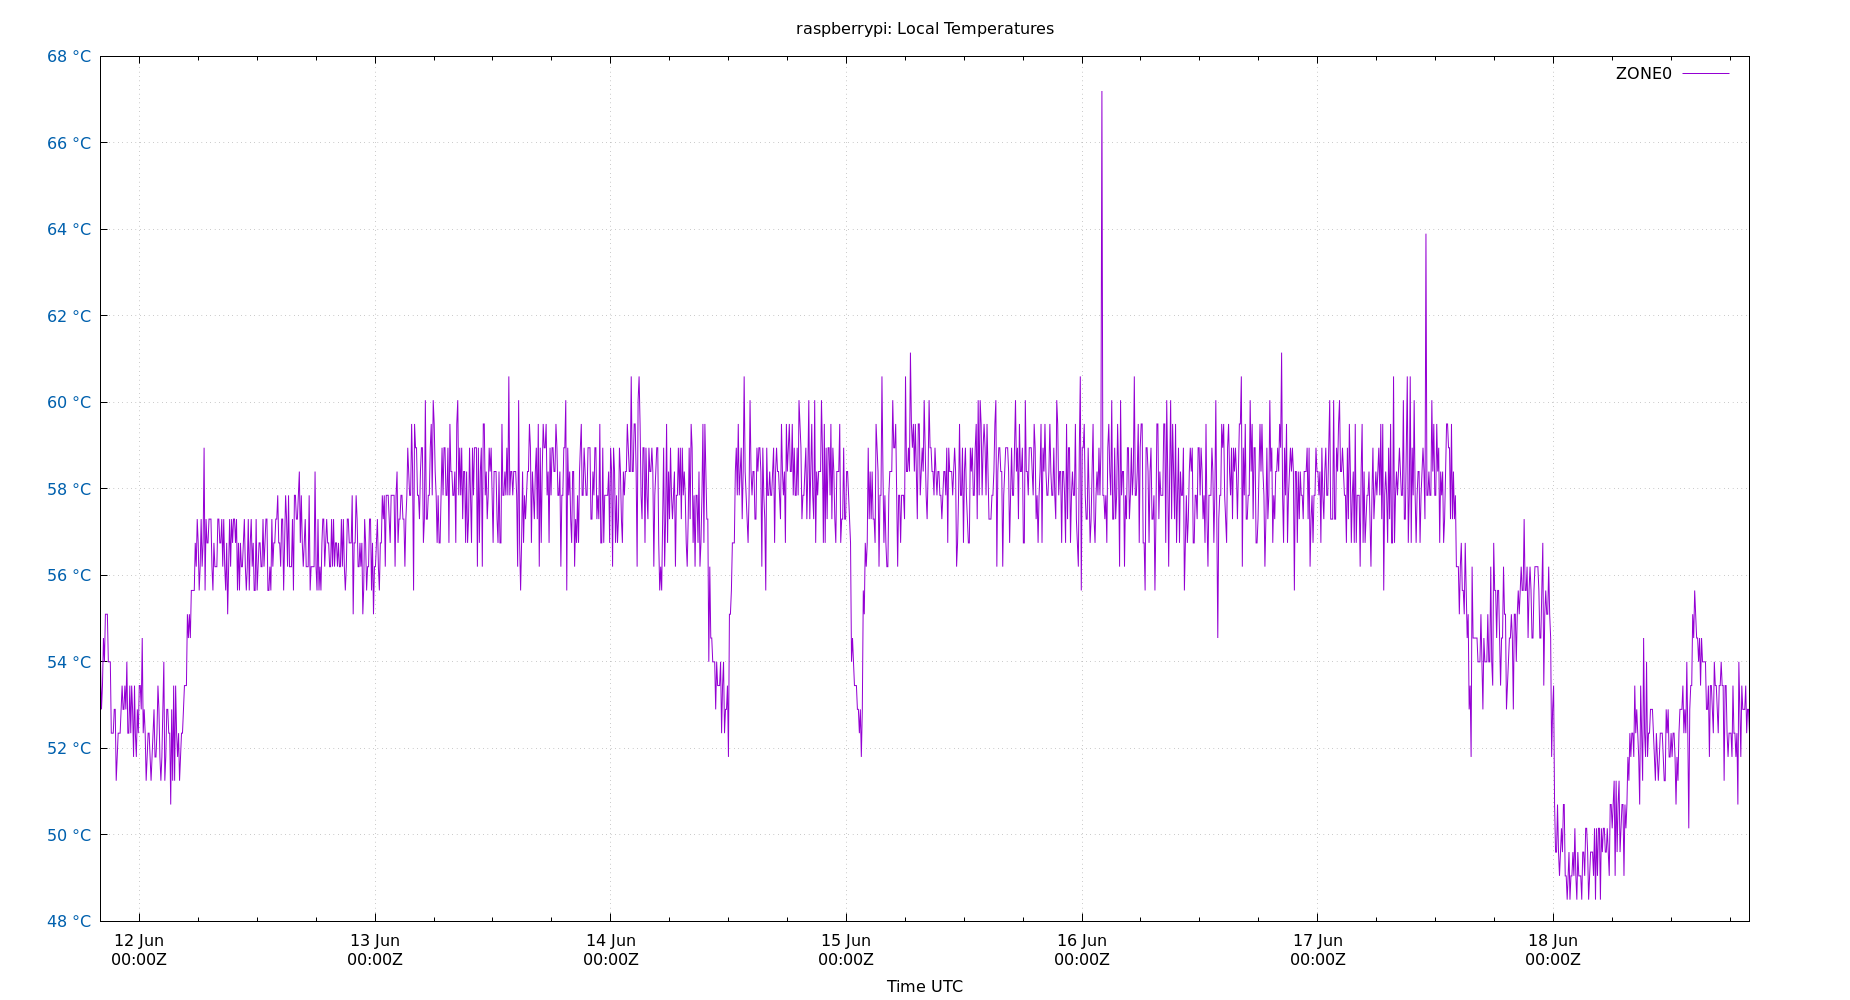 raspberrypi: Local Temperatures
68 °C
66 °C
64 °C
62 °C
60 °C
58 °C
56 °C
54 °C
52 °C
50 °C
48 °C
ZONE0
12 Jun 13 Jun 14 Jun 15 Jun 16 Jun 17 Jun 18 Jun
00:00Z 00:00Z 00:00Z 00:00Z 00:00Z 00:00Z 00:00Z
Time UTC